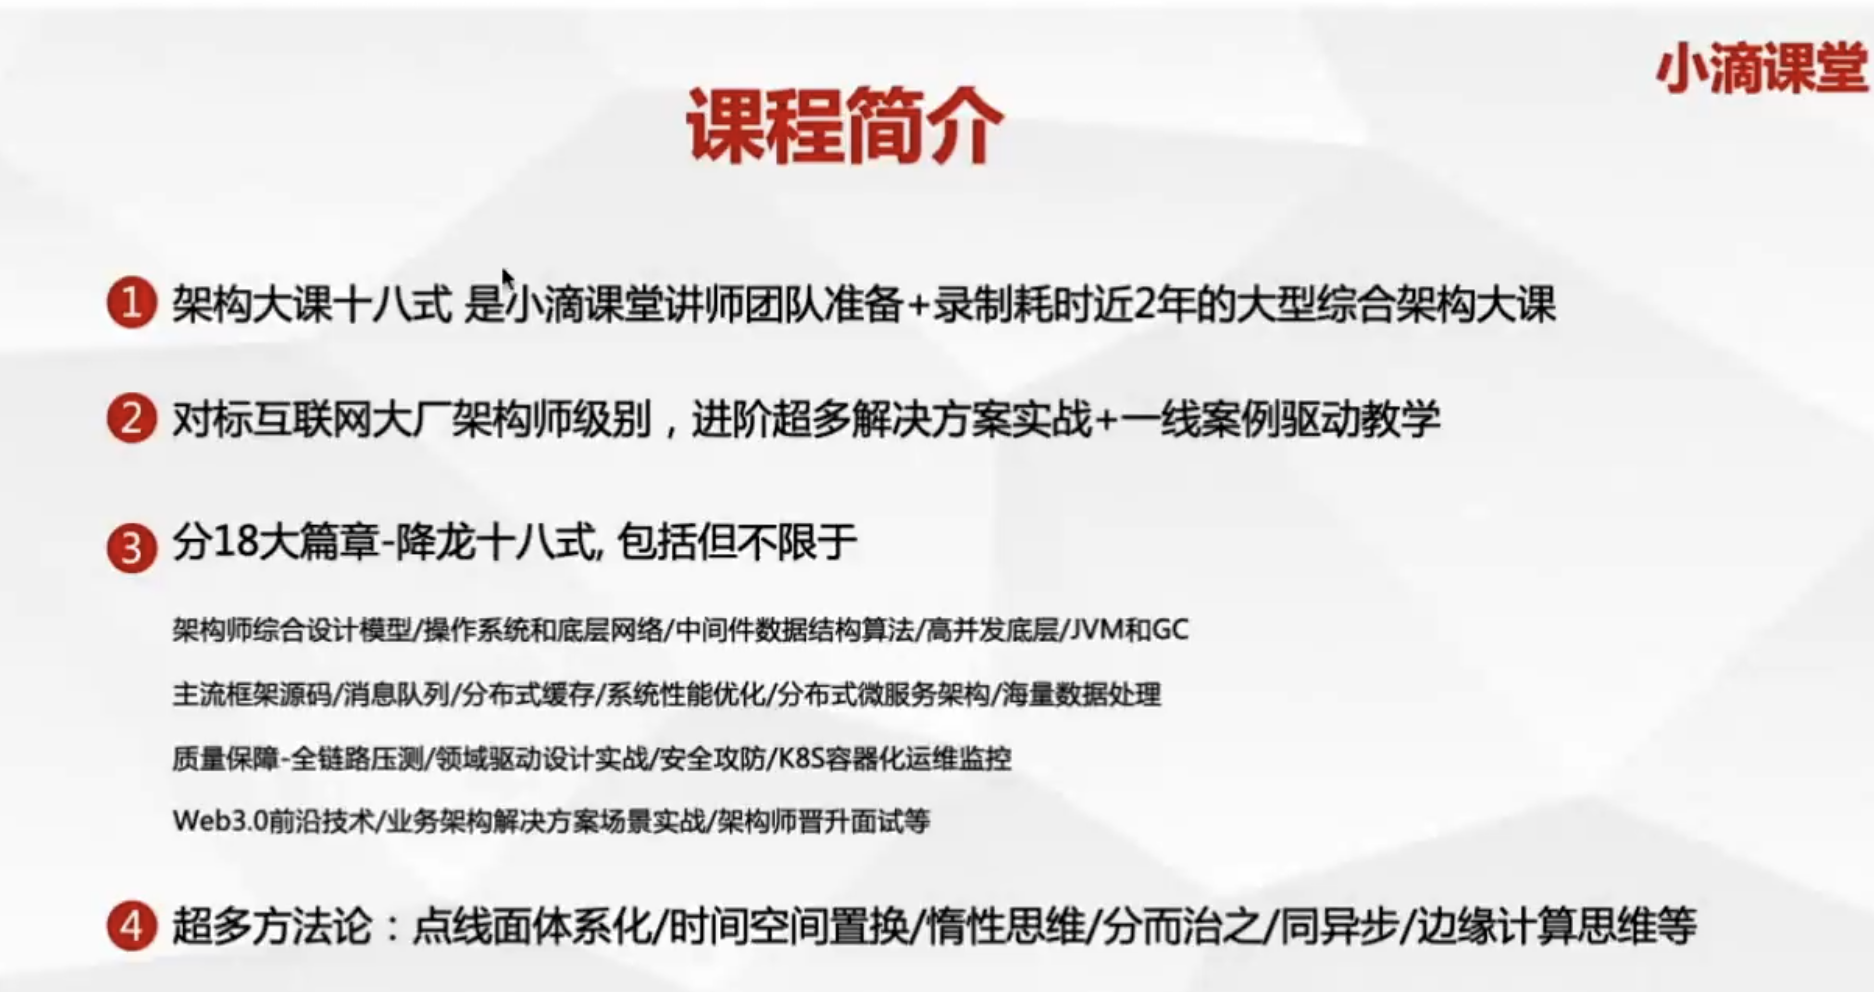 小滴课堂
课程简介
1 架构大课十八式 是小滴课堂讲师团队准备+录制耗时近2年的大型综合架构大课
2 对标互联网大厂架构师级别，进阶超多解决方案实战+一线案例驱动教学
3 分18大篇章-降龙十八式, 包括但不限于
架构师综合设计模型/操作系统和底层网络/中间件数据结构算法/高并发底层/JVM和GC
主流框架源码/消息队列/分布式缓存/系统性能优化/分布式微服务架构/海量数据处理
质量保障-全链路压测/领域驱动设计实战/安全攻防/K8S容器化运维监控
Web3.0前沿技术/业务架构解决方案场景实战/架构师晋升面试等
4 超多方法论：点线面体系化/时间空间置换/惰性思维/分而治之/同异步/边缘计算思维等